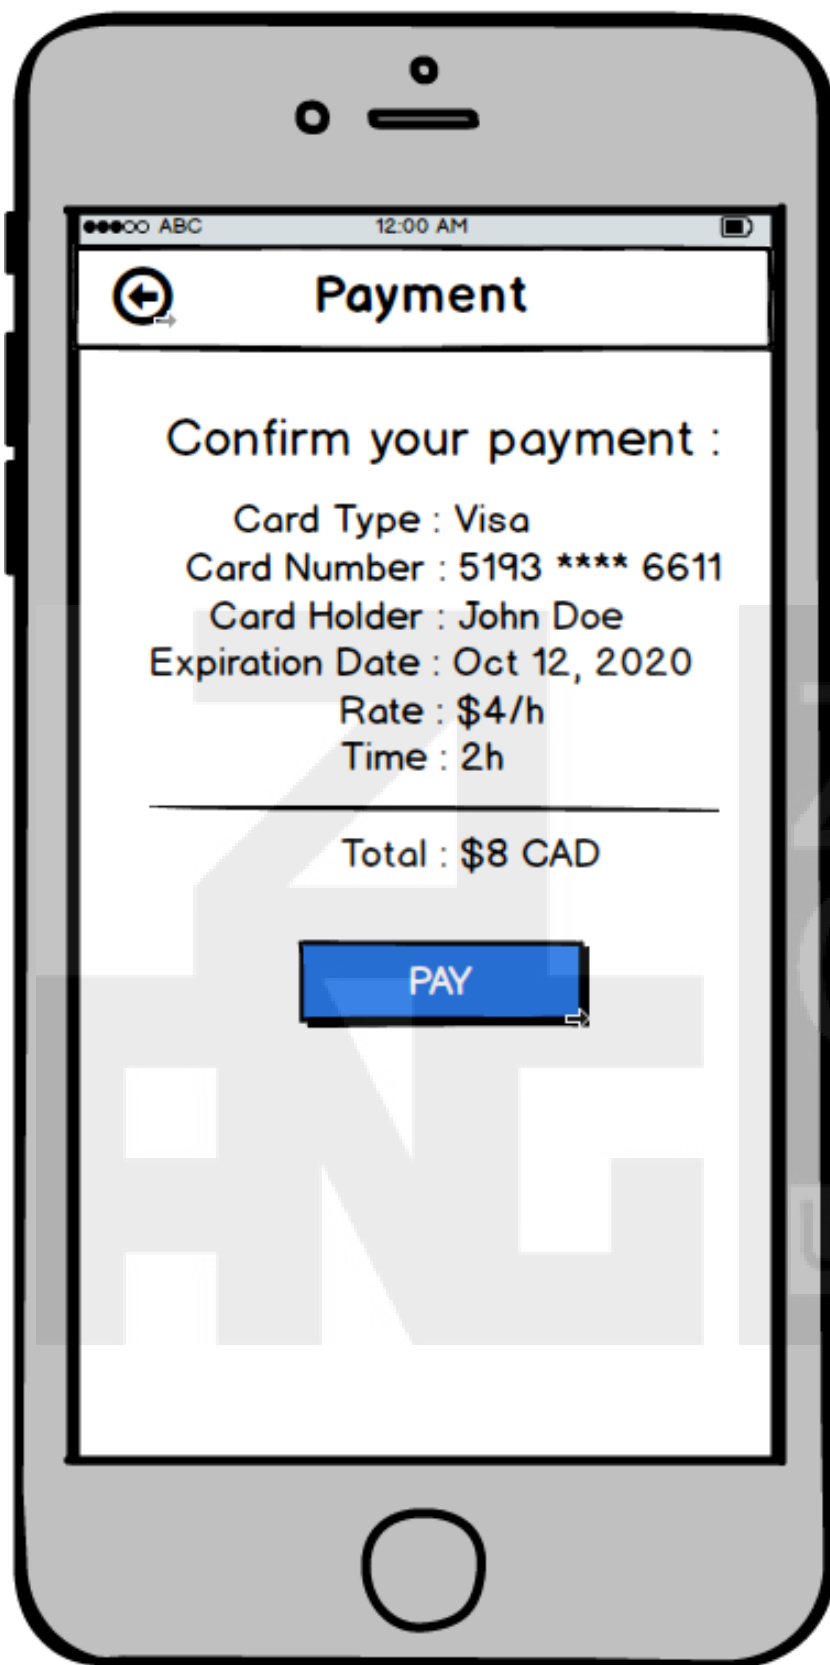 ABC 12:00 AM
Payment
Confirm your payment :
Card Type : Visa
Card Number : 5193 **** 6611
Card Holder : John Doe
Expiration Date : Oct 12, 2020
Rate : $4/h
Time : 2h
Total : $8 CAD
PAY